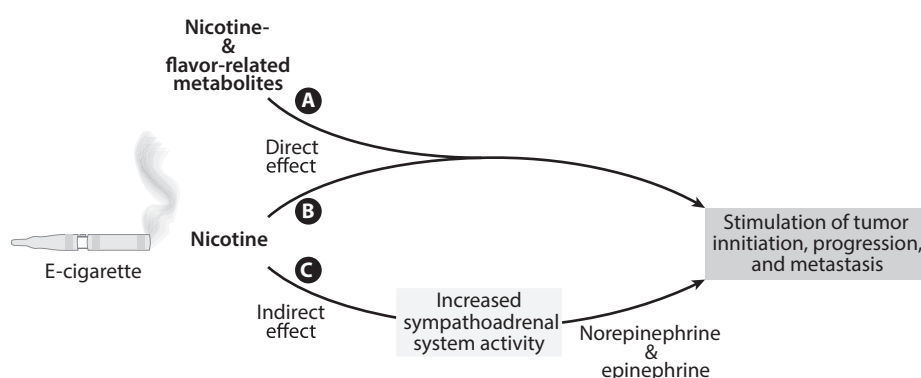 Nicotine-
&
flavor-related
metabolites
A
Direct
effect
B
Nicotine
E-cigarette
C
Indirect
effect
Increased
sympathoadrenal
system activity
Norepinephrine
&
epinephrine
Stimulation of tumor
innitiation, progression,
and metastasis